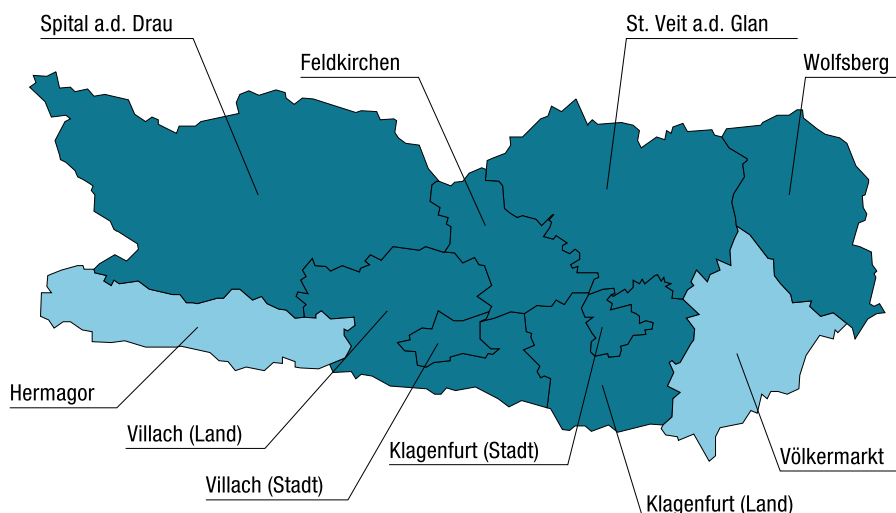 Spital a.d. Drau
St. Veit a.d. Glan
Feldkirchen
Wolfsberg
Hermagor
Villach (Land)
Klagenfurt (Stadt)
Völkermarkt
Villach (Stadt)
Klagenfurt (Land)